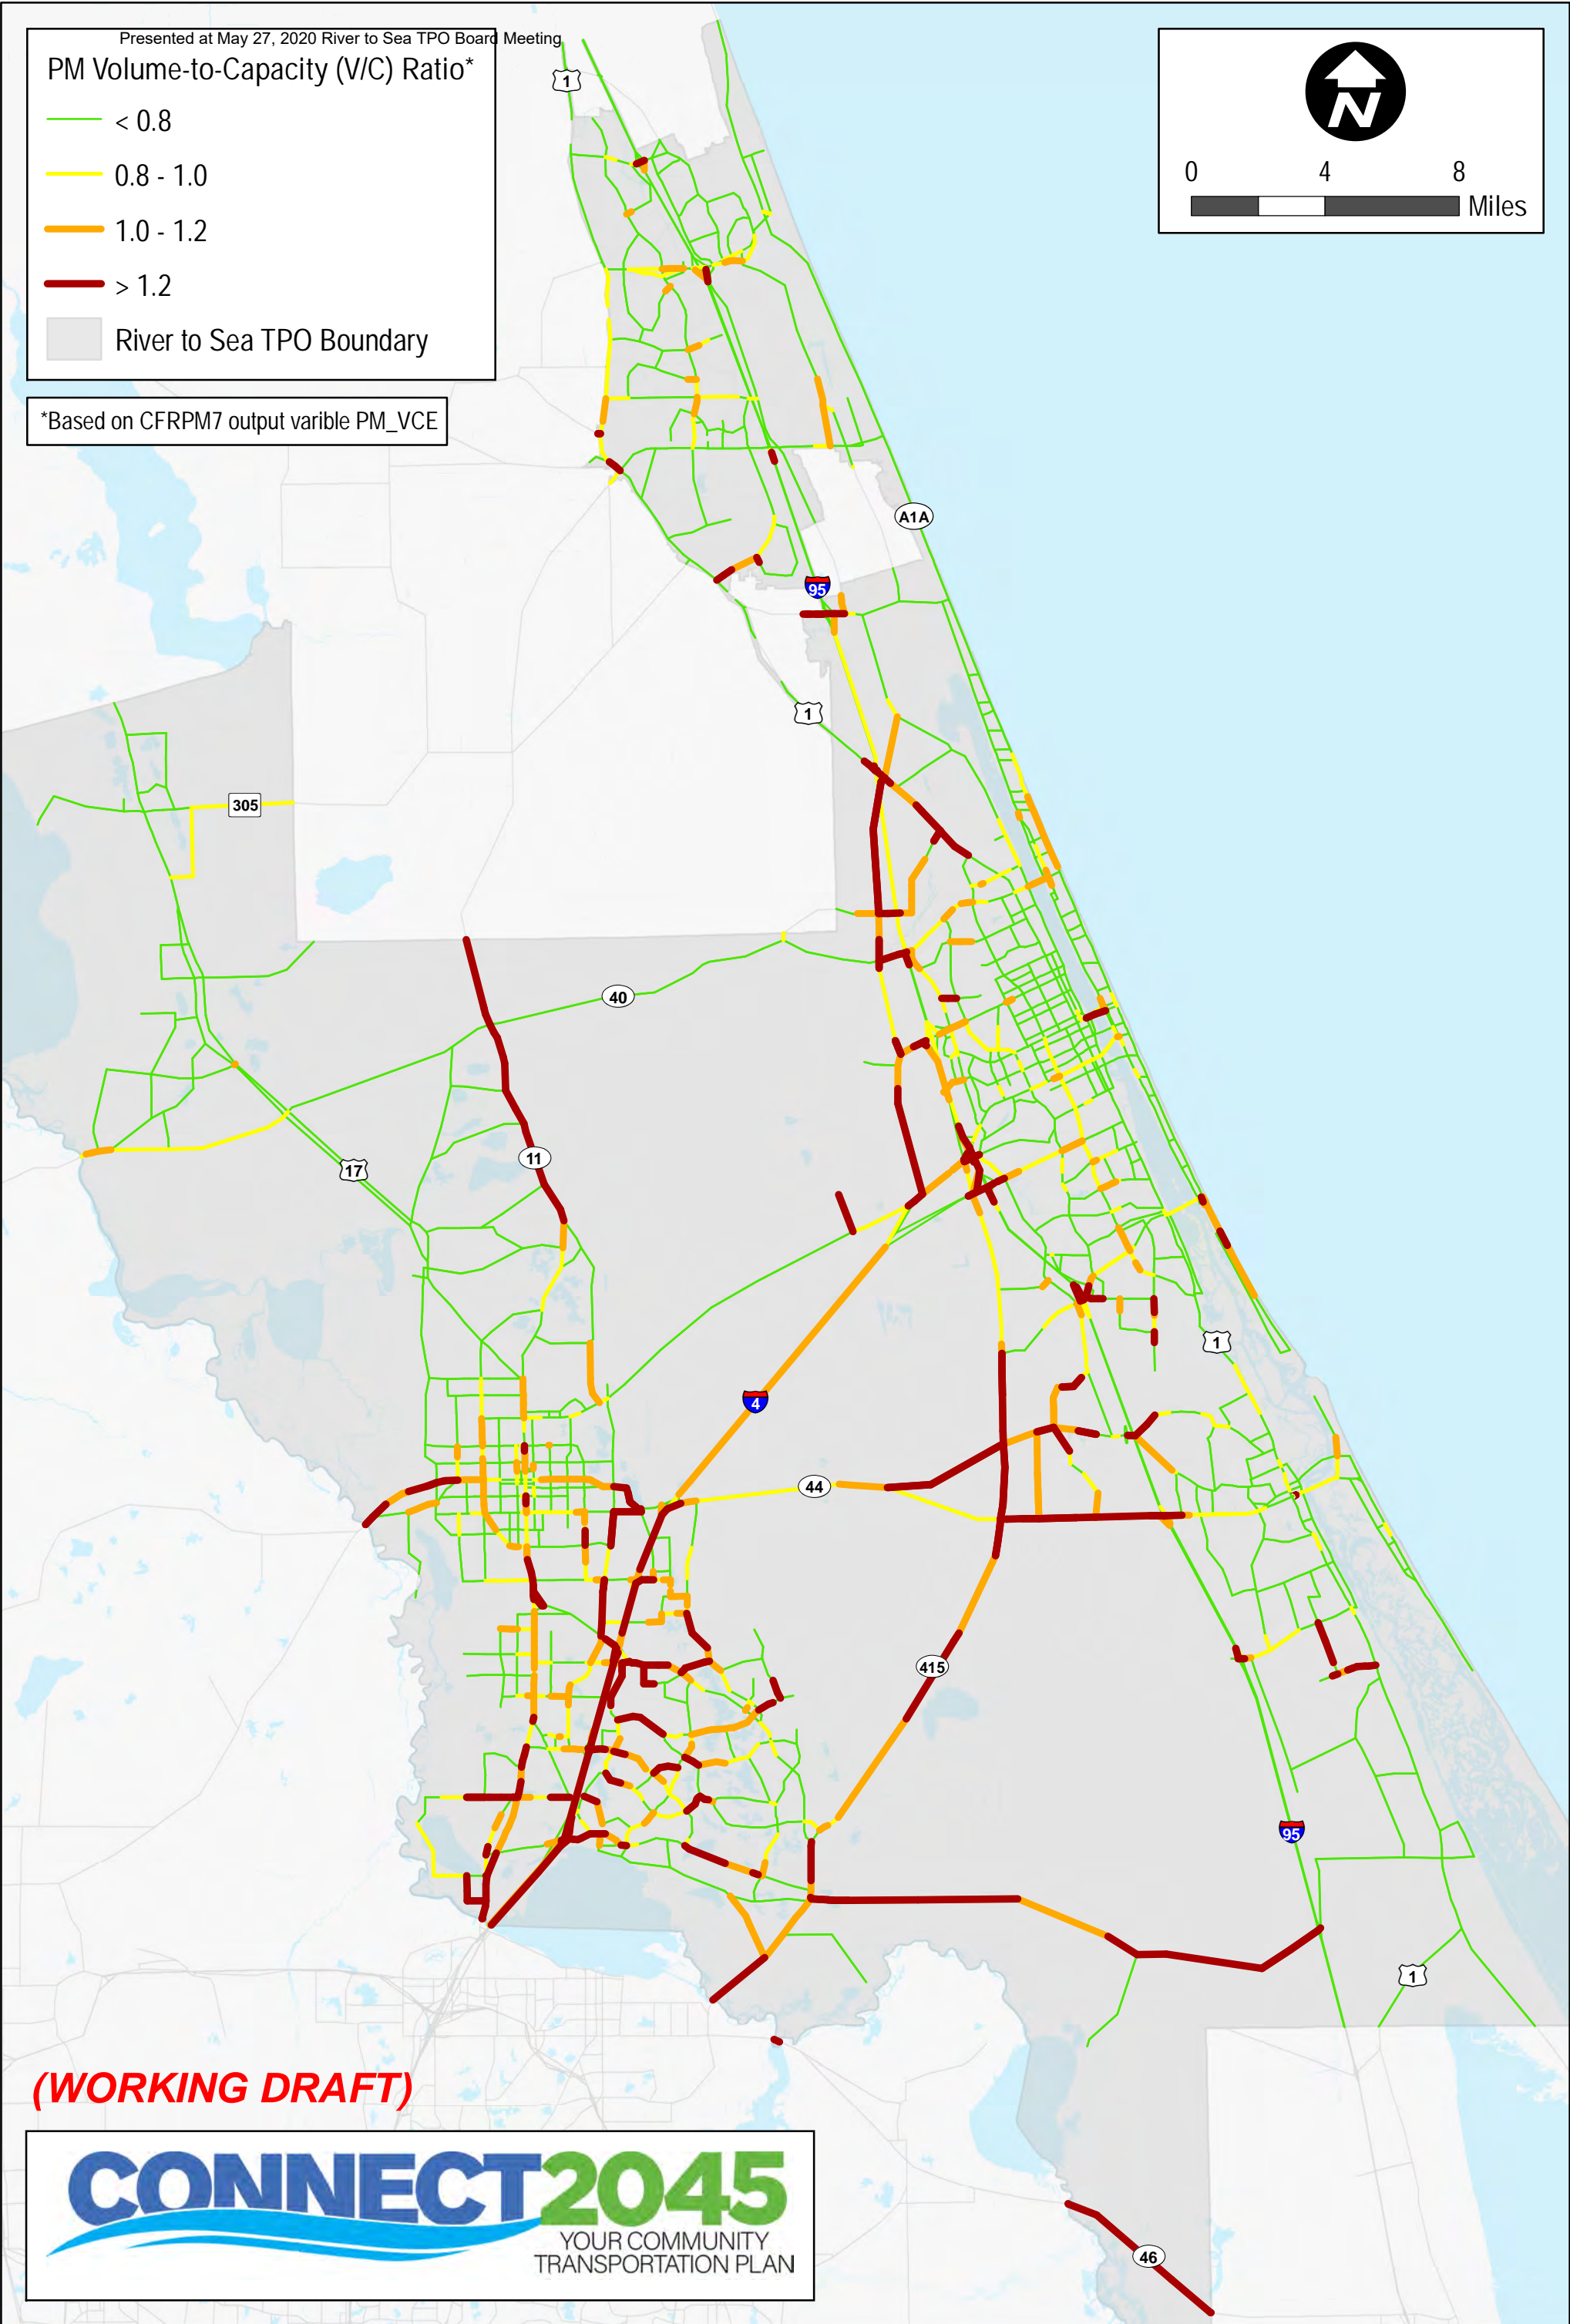 Presented at May 27, 2020 River to Sea TPO Board Meeting
PM Volume-to-Capacity (V/C) Ratio*
< 0.8
0.8 - 1.0
1.0 - 1.2
> 1.2
River to Sea TPO Boundary
*Based on CFRPM7 output varible PM_VCE
N
0 4 8
Miles
1
A1A
95
1
305
40
11
17
1
4
44
415
95
1
46
(WORKING DRAFT)
CONNECT2045
YOUR COMMUNITY
TRANSPORTATION PLAN